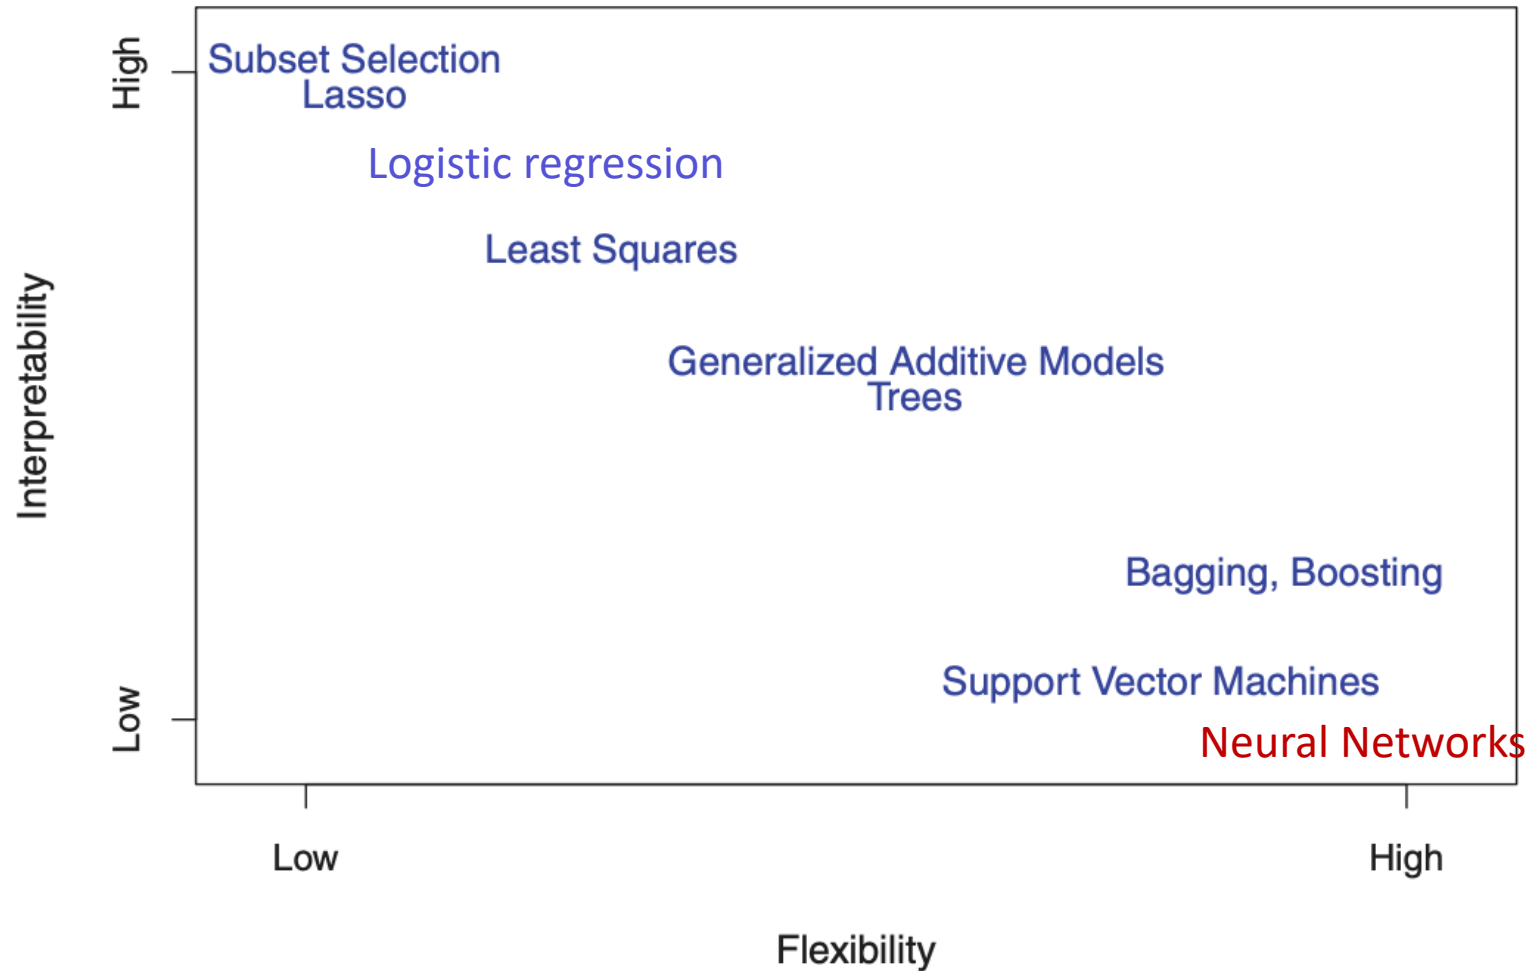 High
Subset Selection
Lasso
Logistic regression
Least Squares
Interpretability
Generalized Additive Models
Trees
Bagging, Boosting
Support Vector Machines
Low
Neural Networks
Low
High
Flexibility